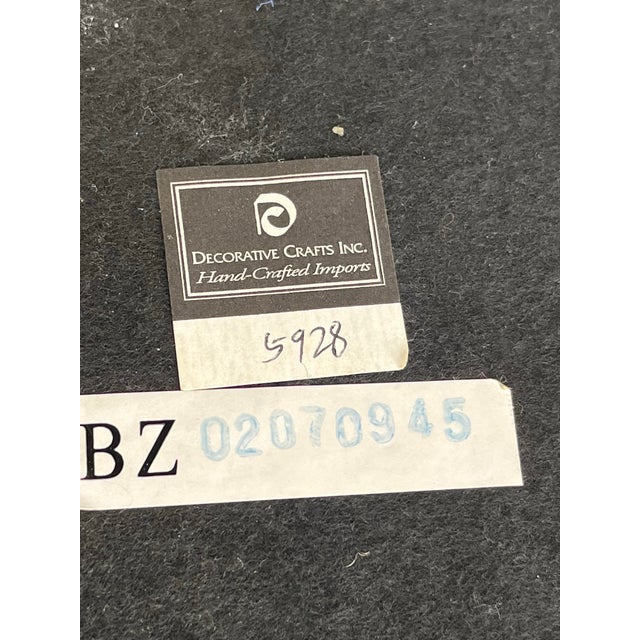 DECORATIVE CRAFTS INC.
Hand-Crafted Imports
5928
BZ 02070945